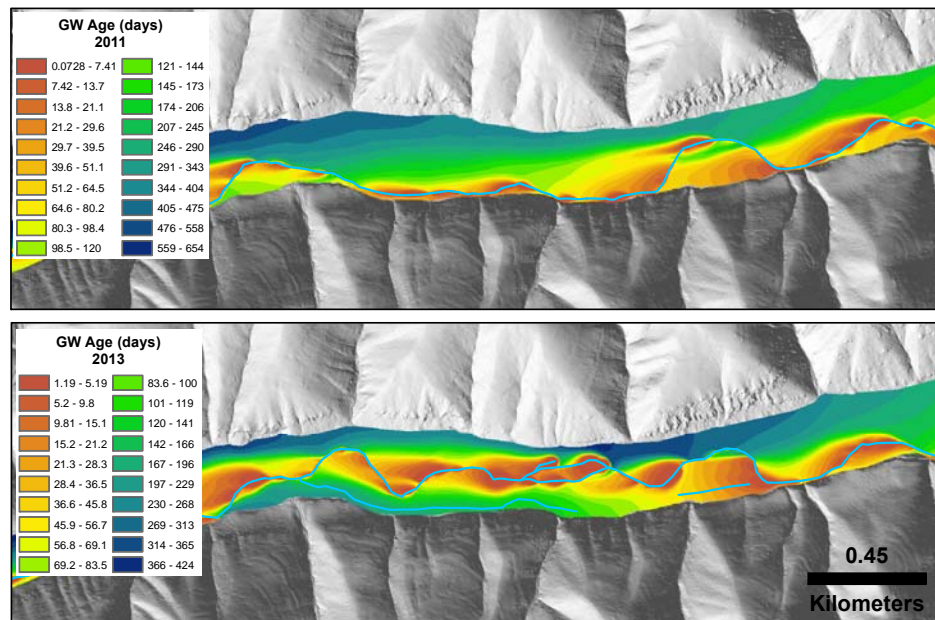 GW Age (days)
2011
0.0728 - 7.41
7.42 - 13.7
13.8 - 21.1
21.2 - 29.6
29.7 - 39.5
39.6 - 51.1
51.2 - 64.5
64.6 - 80.2
80.3 - 98.4
98.5 - 120
121 - 144
145 - 173
174 - 206
207 - 245
246 - 290
291 - 343
344 - 404
405 - 475
476 - 558
559 - 654
GW Age (days)
2013
1.19 - 5.19
5.2 - 9.8
9.81 - 15.1
15.2 - 21.2
21.3 - 28.3
28.4 - 36.5
36.6 - 45.8
45.9 - 56.7
56.8 - 69.1
69.2 - 83.5
83.6 - 100
101 - 119
120 - 141
142 - 166
167 - 196
197 - 229
230 - 268
269 - 313
314 - 365
366 - 424
0.45
Kilometers